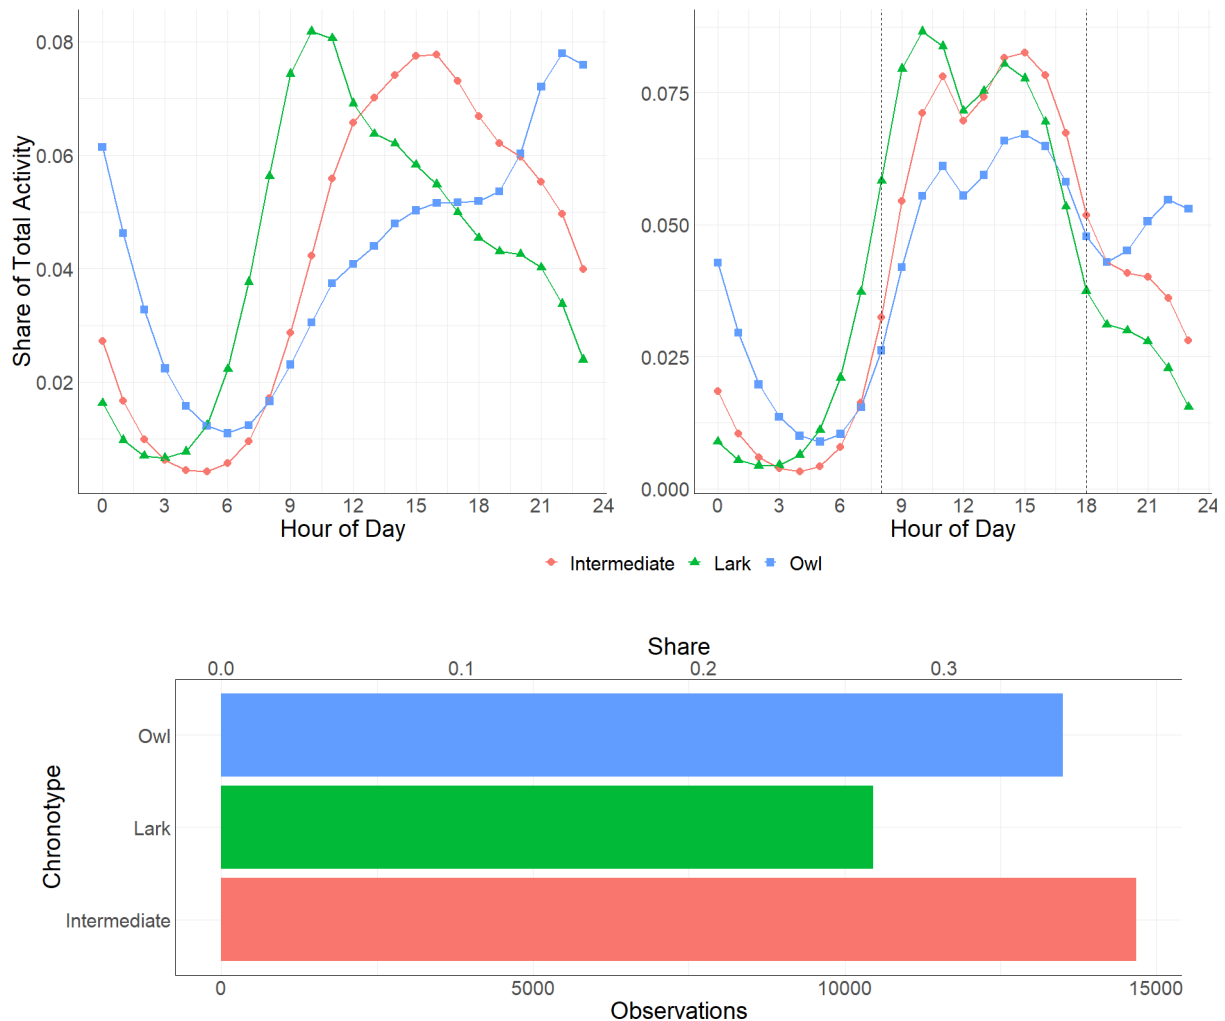 0.08
0.06
0.04
0.02
Share of Total Activity
0 3 6 9 12 15 18 21 24
Hour of Day
0.075
0.050
0.025
0.000
0 3 6 9 12 15 18 21 24
Hour of Day
Intermediate Lark Owl
Share
0.0 0.1 0.2 0.3
Owl
Lark
Intermediate
Chronotype
0 5000 10000 15000
Observations